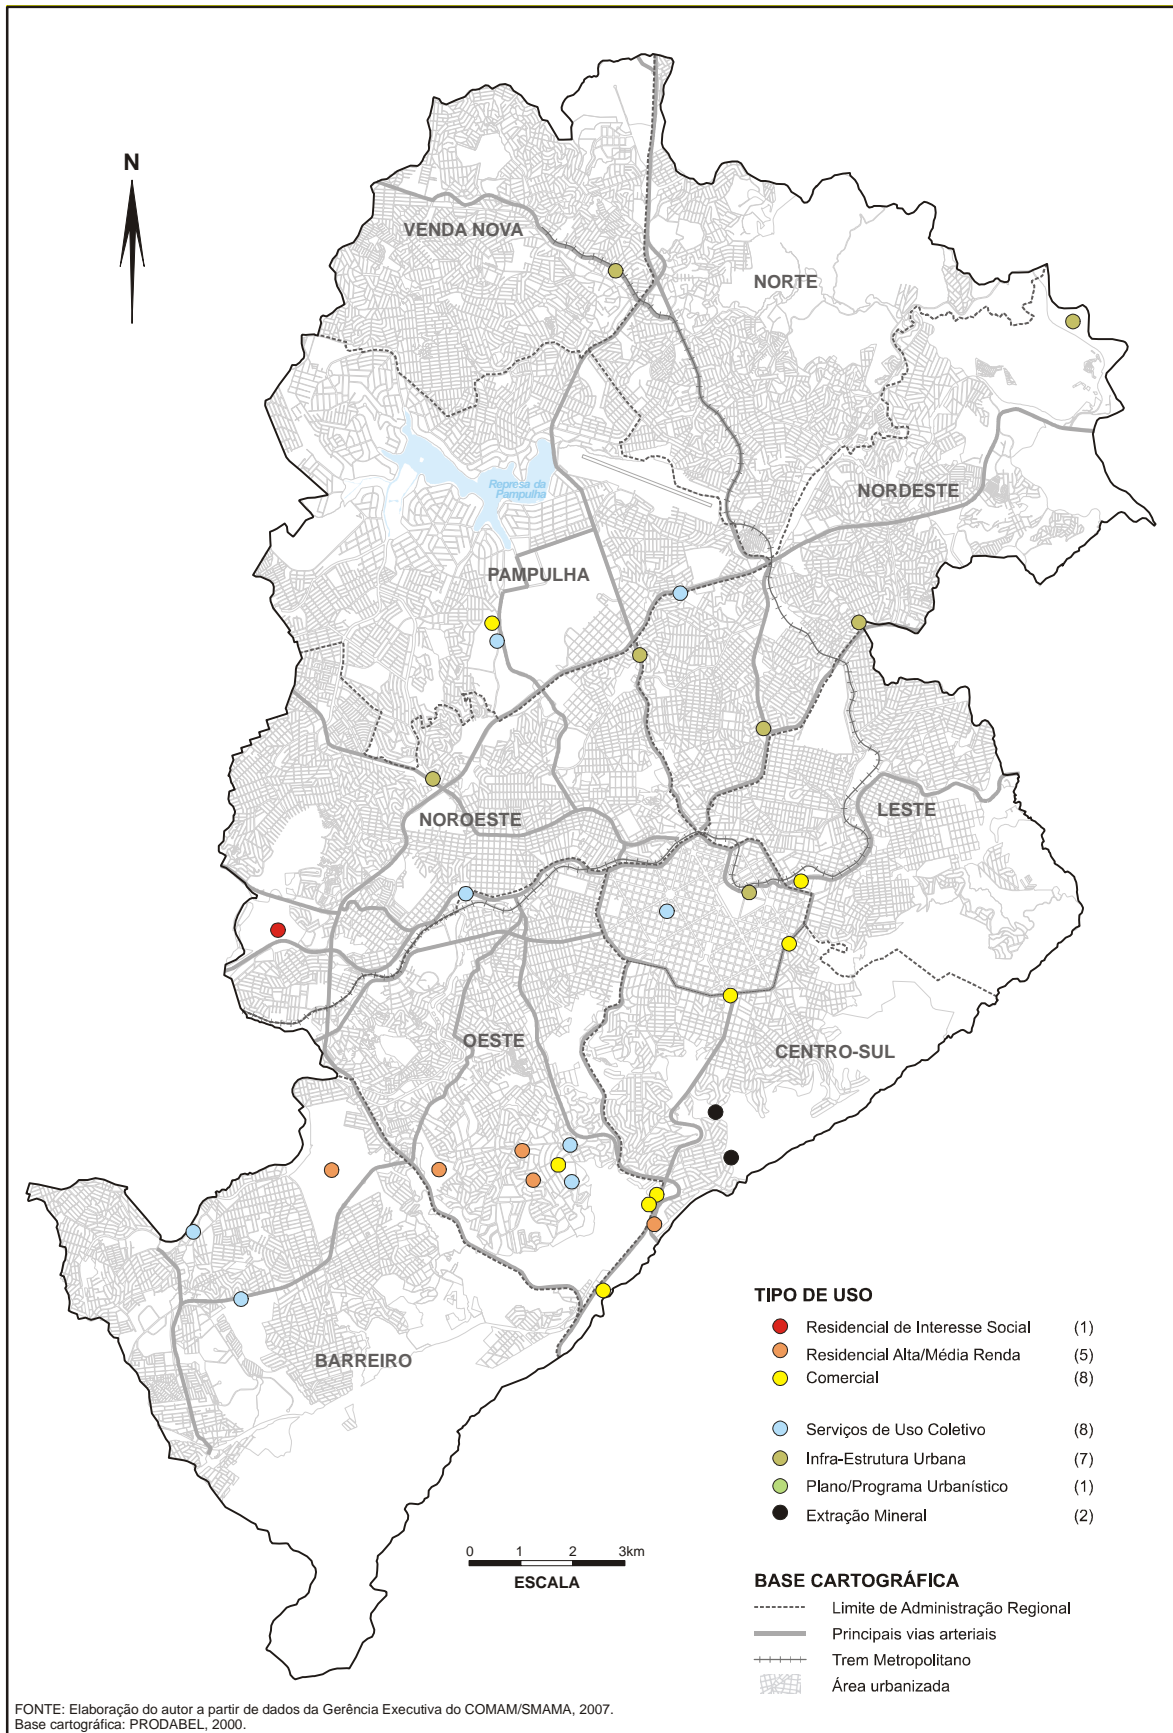 N
VENDA NOVA
NORTE
NORDESTE
Represa da
Pampulha
PAMPULHA
NOROESTE
LESTE
OESTE
CENTRO-SUL
BARREIRO
TIPO DE USO
Residencial de Interesse Social (1)
Residencial Alta/Média Renda (5)
Comercial (8)
Serviços de Uso Coletivo (8)
Infra-Estrutura Urbana (7)
Plano/Programa Urbanístico (1)
Extração Mineral (2)
0 1 2 3km
ESCALA
BASE CARTOGRÁFICA
Limite de Administração Regional
Principais vias arteriais
Trem Metropolitano
Área urbanizada
FONTE: Elaboração do autor a partir de dados da Gerência Executiva do COMAM/SMAMA, 2007.
Base cartográfica: PRODABEL, 2000.